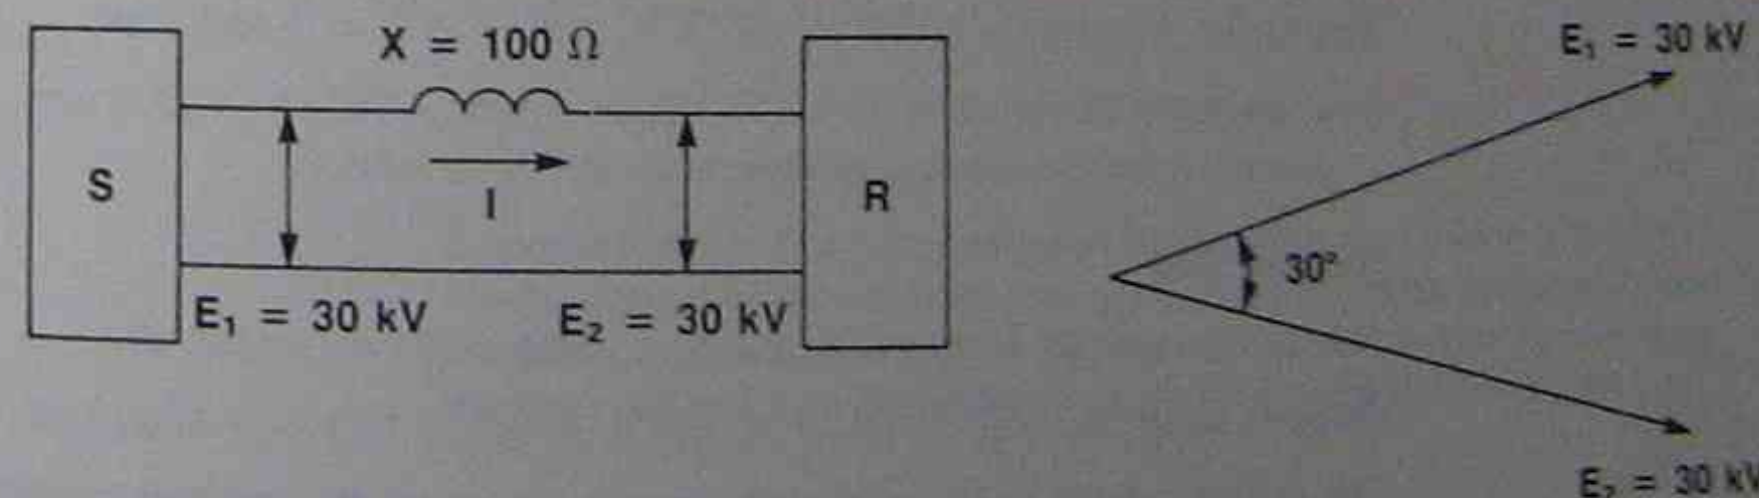 X = 100 Ω
E₁ = 30 kV
S
I
R
30°
E₁ = 30 kV
E₂ = 30 kV
E₂ = 30 kV